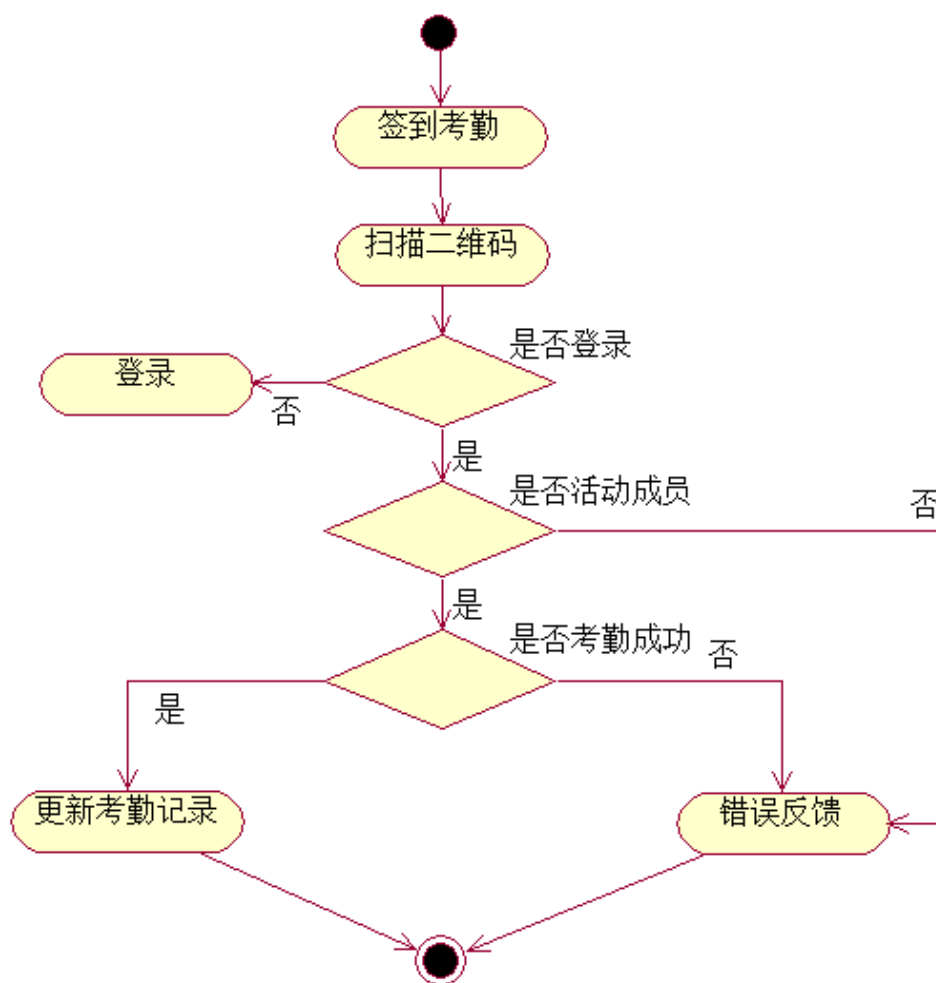 签到考勤
扫描二维码
是否登录
登录
否
是
是否活动成员
否
是
是否考勤成功
否
是
更新考勤记录
错误反馈